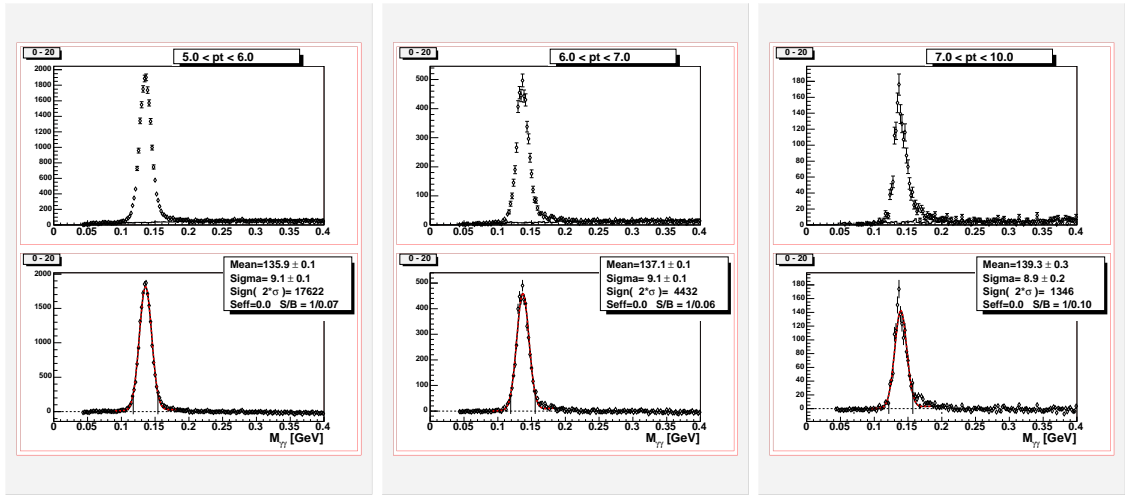 0 - 20
5.0 < pt < 6.0
2000
1800
1600
1400
1200
1000
800
600
400
200
0
0 0.05 0.1 0.15 0.2 0.25 0.3 0.35 0.4
0 - 20
Mean=135.9 ± 0.1
Sigma= 9.1 ± 0.1
Sign( 2*σ )= 17622
Seff=0.0 S/B = 1/0.07
2000
1500
1000
500
0
0 0.05 0.1 0.15 0.2 0.25 0.3 0.35 0.4
Mγγ [GeV]
0 - 20
6.0 < pt < 7.0
500
400
300
200
100
0
0 0.05 0.1 0.15 0.2 0.25 0.3 0.35 0.4
0 - 20
Mean=137.1 ± 0.1
Sigma= 9.1 ± 0.1
Sign( 2*σ )= 4432
Seff=0.0 S/B = 1/0.06
500
400
300
200
100
0
0 0.05 0.1 0.15 0.2 0.25 0.3 0.35 0.4
Mγγ [GeV]
0 - 20
7.0 < pt < 10.0
180
160
140
120
100
80
60
40
20
0 0.05 0.1 0.15 0.2 0.25 0.3 0.35 0.4
0 - 20
Mean=139.3 ± 0.3
Sigma= 8.9 ± 0.2
Sign( 2*σ )= 1346
Seff=0.0 S/B = 1/0.10
180
160
140
120
100
80
60
40
20
0
0 0.05 0.1 0.15 0.2 0.25 0.3 0.35 0.4
Mγγ [GeV]